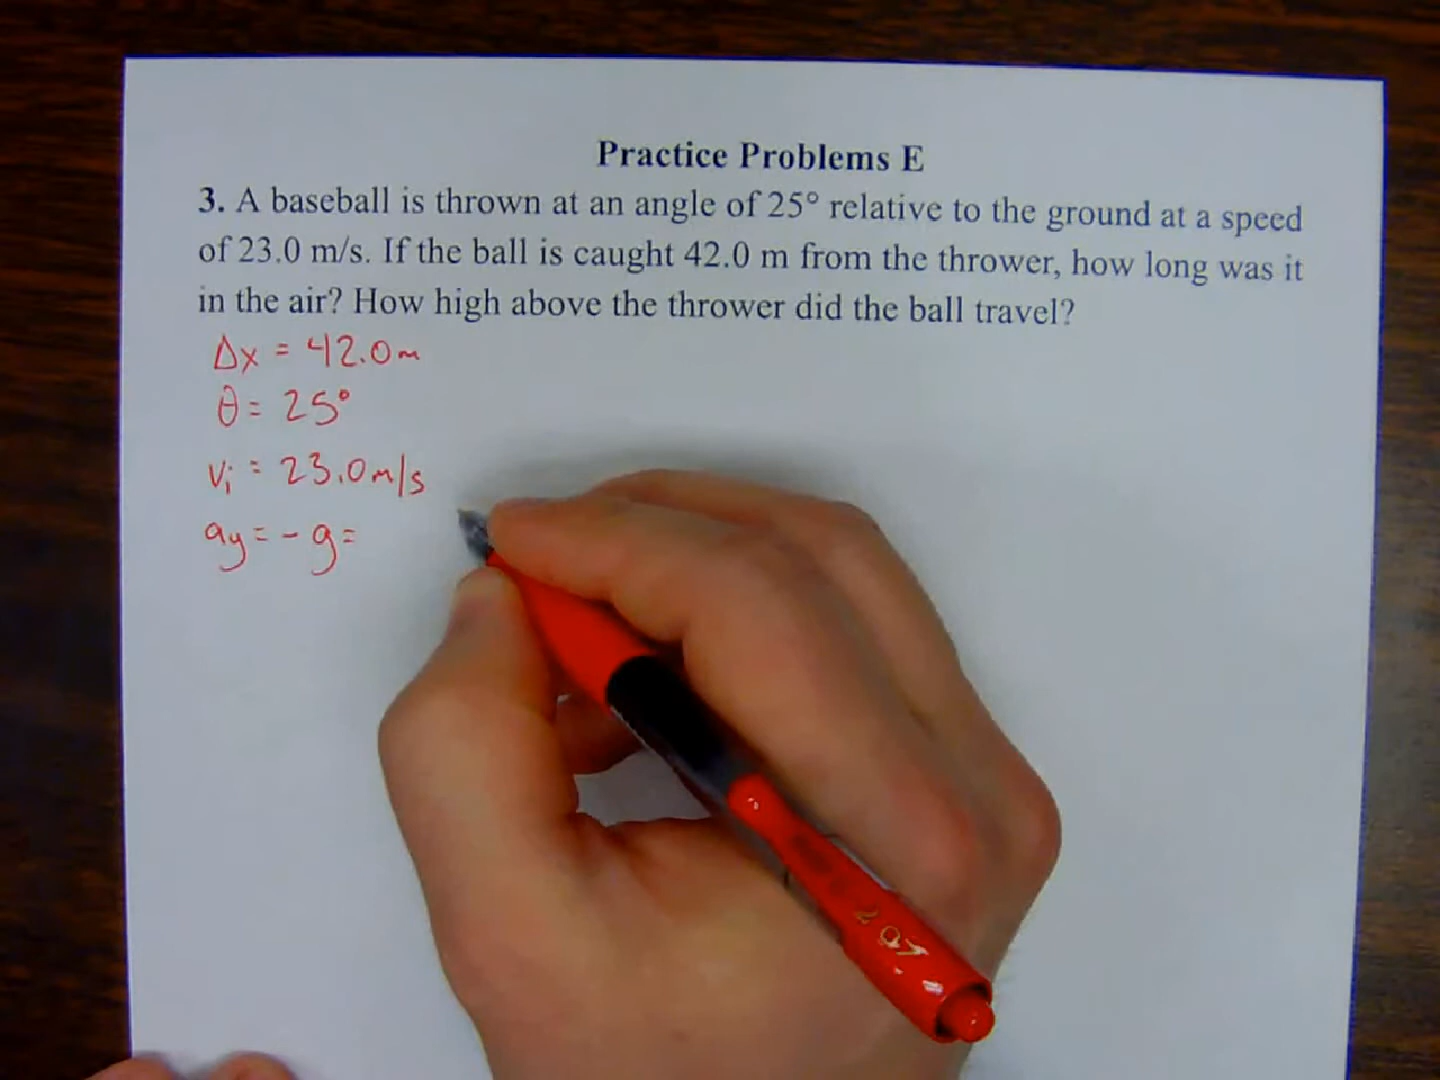 Practice Problems E
3. A baseball is thrown at an angle of 25° relative to the ground at a speed
of 23.0 m/s. If the ball is caught 42.0 m from the thrower, how long was it
in the air? How high above the thrower did the ball travel?
Δx = 42.0m
θ = 25°
vi = 23.0m/s
ay = -g =